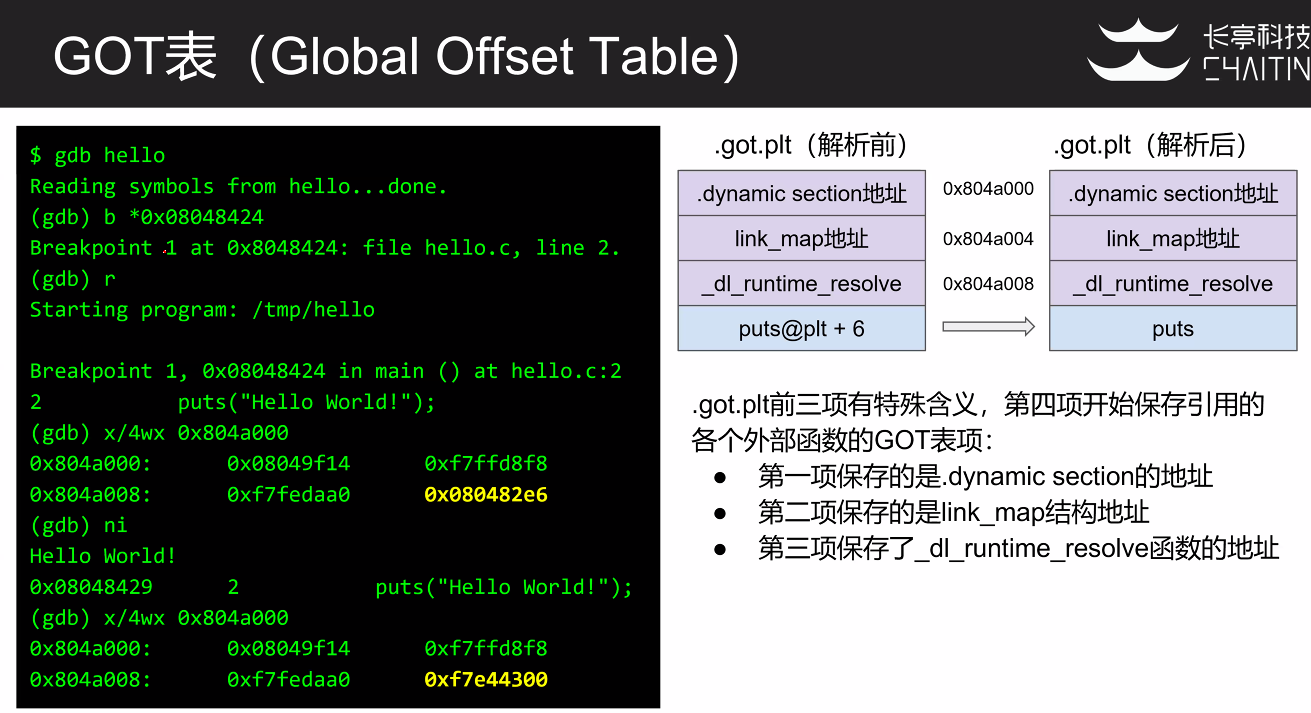 GOT表（Global Offset Table）
长亭科技
CHAITIN
$ gdb hello
Reading symbols from hello...done.
(gdb) b *0x08048424
Breakpoint 1 at 0x8048424: file hello.c, line 2.
(gdb) r
Starting program: /tmp/hello
Breakpoint 1, 0x08048424 in main () at hello.c:2
2 puts("Hello World!");
(gdb) x/4wx 0x804a000
0x804a000: 0x08049f14 0xf7ffd8f8
0x804a008: 0xf7fedaa0 0x080482e6
(gdb) ni
Hello World!
0x08048429 2 puts("Hello World!");
(gdb) x/4wx 0x804a000
0x804a000: 0x08049f14 0xf7ffd8f8
0x804a008: 0xf7fedaa0 0xf7e44300
.got.plt（解析前） .got.plt（解析后）
.dynamic section地址 0x804a000 .dynamic section地址
link_map地址 0x804a004 link_map地址
_dl_runtime_resolve 0x804a008 _dl_runtime_resolve
puts@plt + 6 puts
.got.plt前三项有特殊含义，第四项开始保存引用的
各个外部函数的GOT表项：
● 第一项保存的是.dynamic section的地址
● 第二项保存的是link_map结构地址
● 第三项保存了_dl_runtime_resolve函数的地址